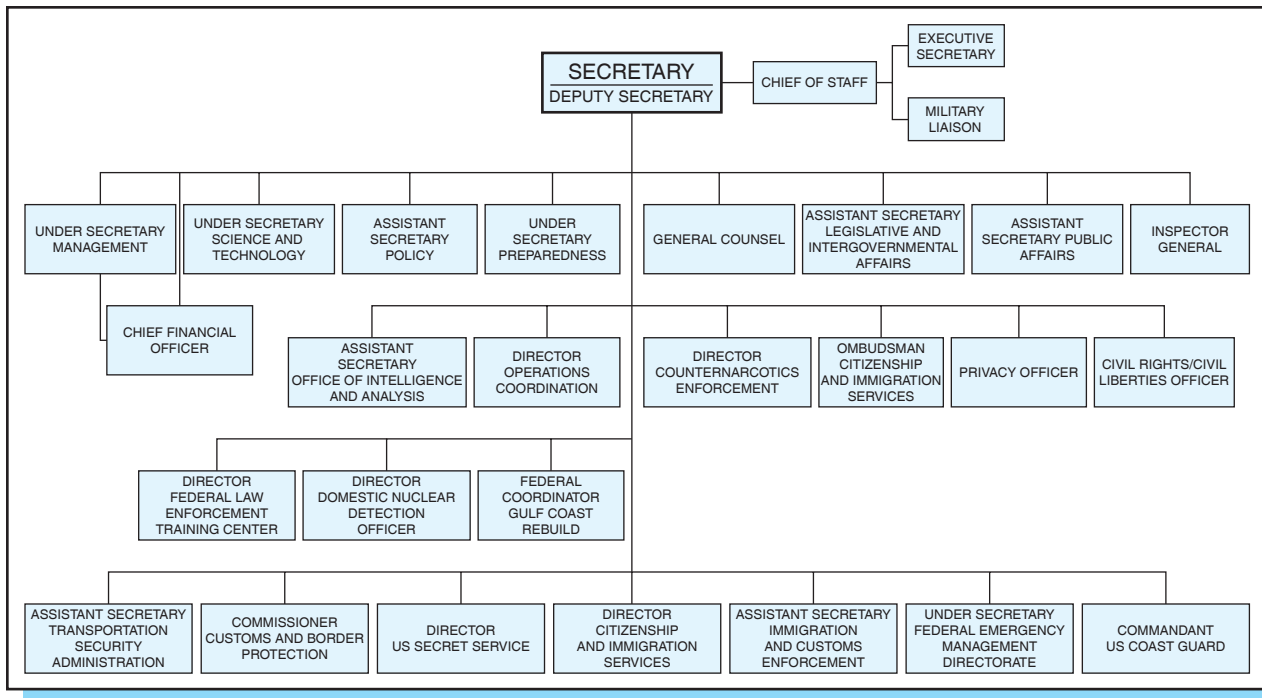 SECRETARY
DEPUTY SECRETARY
CHIEF OF STAFF
EXECUTIVE
SECRETARY
MILITARY
LIAISON
UNDER SECRETARY
MANAGEMENT
UNDER SECRETARY
SCIENCE AND
TECHNOLOGY
ASSISTANT
SECRETARY
POLICY
UNDER
SECRETARY
PREPAREDNESS
GENERAL COUNSEL
ASSISTANT SECRETARY
LEGISLATIVE AND
INTERGOVERNMENTAL
AFFAIRS
ASSISTANT
SECRETARY PUBLIC
AFFAIRS
INSPECTOR
GENERAL
CHIEF FINANCIAL
OFFICER
ASSISTANT
SECRETARY
OFFICE OF INTELLIGENCE
AND ANALYSIS
DIRECTOR
OPERATIONS
COORDINATION
DIRECTOR
COUNTERNARCOTICS
ENFORCEMENT
OMBUDSMAN
CITIZENSHIP
AND IMMIGRATION
SERVICES
PRIVACY OFFICER
CIVIL RIGHTS/CIVIL
LIBERTIES OFFICER
DIRECTOR
FEDERAL LAW
ENFORCEMENT
TRAINING CENTER
DIRECTOR
DOMESTIC NUCLEAR
DETECTION
OFFICER
FEDERAL
COORDINATOR
GULF COAST
REBUILD
ASSISTANT SECRETARY
TRANSPORTATION
SECURITY
ADMINISTRATION
COMMISSIONER
CUSTOMS AND BORDER
PROTECTION
DIRECTOR
US SECRET SERVICE
DIRECTOR
CITIZENSHIP
AND IMMIGRATION
SERVICES
ASSISTANT SECRETARY
IMMIGRATION
AND CUSTOMS
ENFORCEMENT
UNDER SECRETARY
FEDERAL EMERGENCY
MANAGEMENT
DIRECTORATE
COMMANDANT
US COAST GUARD